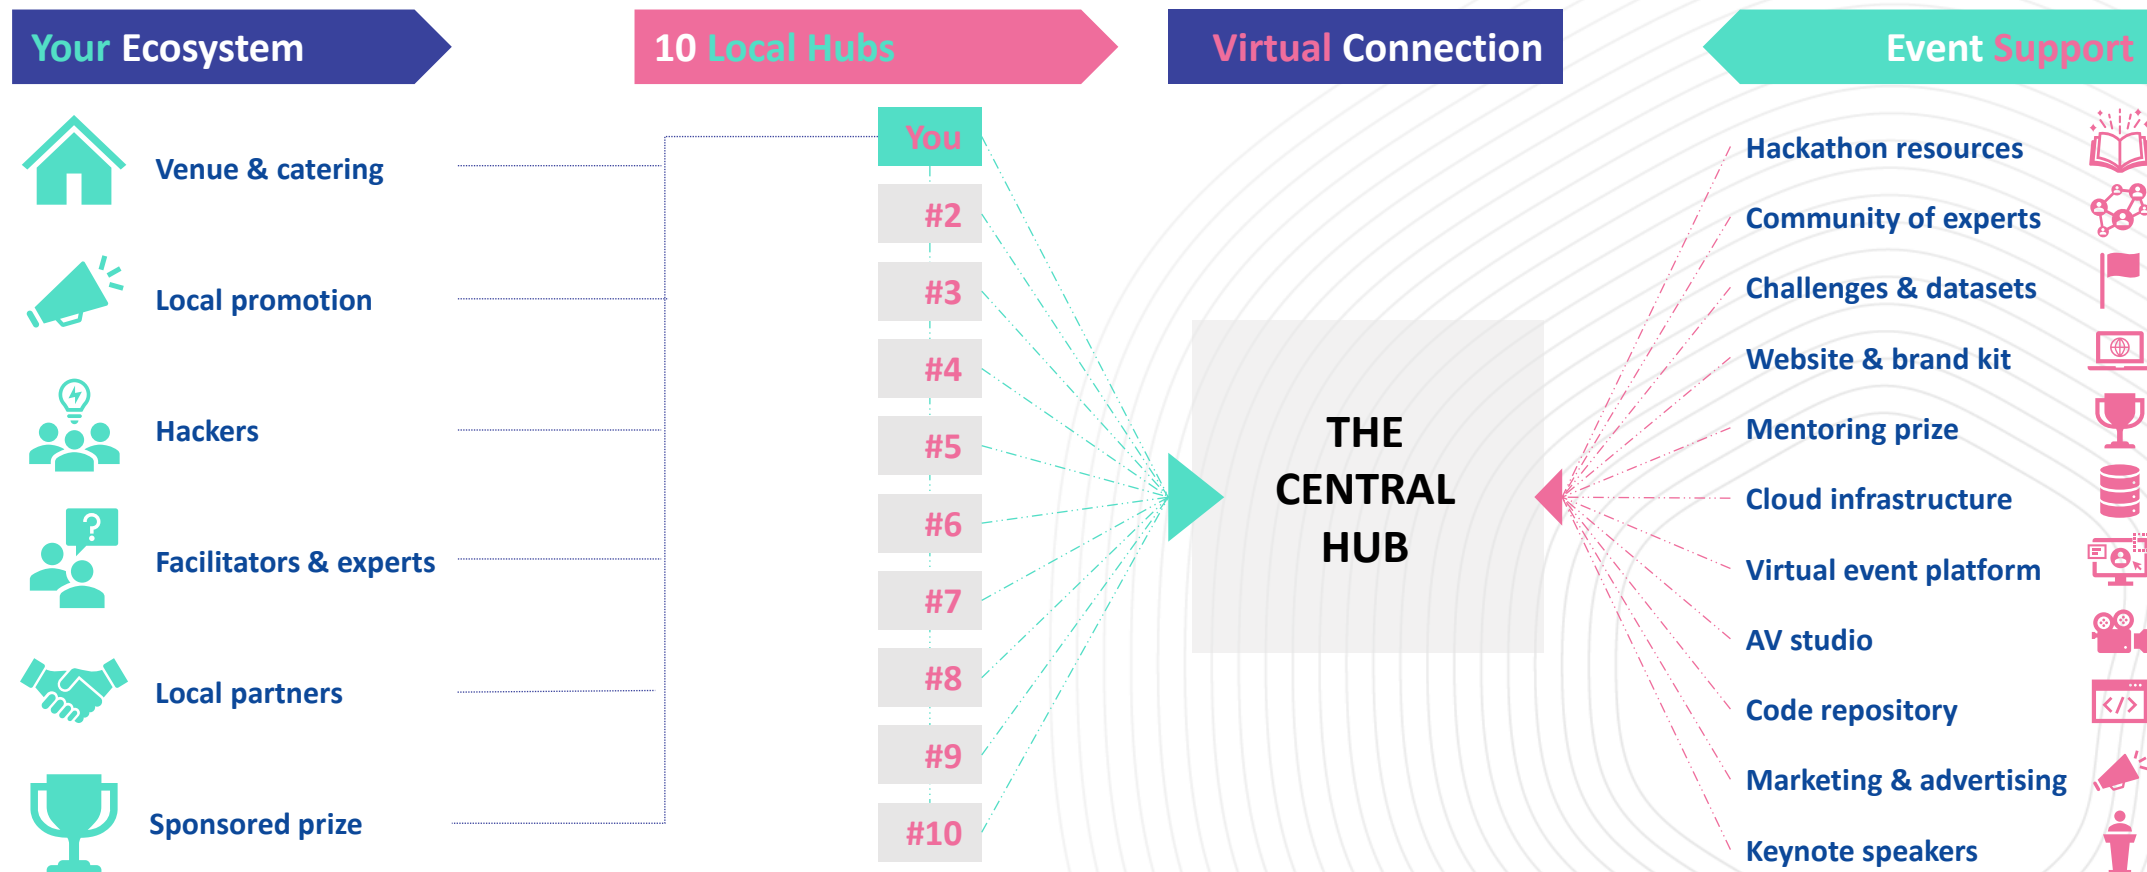 Your Ecosystem
10 Local Hubs
Virtual Connection
Event Support
Venue & catering
Local promotion
Hackers
?
Facilitators & experts
Local partners
Sponsored prize
You
#2
#3
#4
#5
#6
#7
#8
#9
#10
THE
CENTRAL
HUB
Hackathon resources
Community of experts
Challenges & datasets
Website & brand kit
Mentoring prize
Cloud infrastructure
Virtual event platform
AV studio
Code repository
</>
Marketing & advertising
Keynote speakers